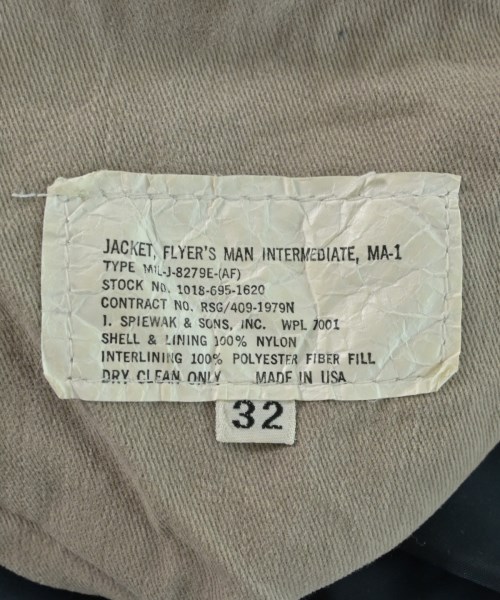 JACKET, FLYER'S MAN INTERMEDIATE, MA-1
TYPE MIL-J-8279E-(AF)
STOCK NO. 1018-695-1620
CONTRACT NO. RSG/409-1979N
I. SPIEWAK & SONS, INC. WPL 7001
SHELL & LINING 100% NYLON
INTERLINING 100% POLYESTER FIBER FILL
DRY CLEAN ONLY MADE IN USA
32